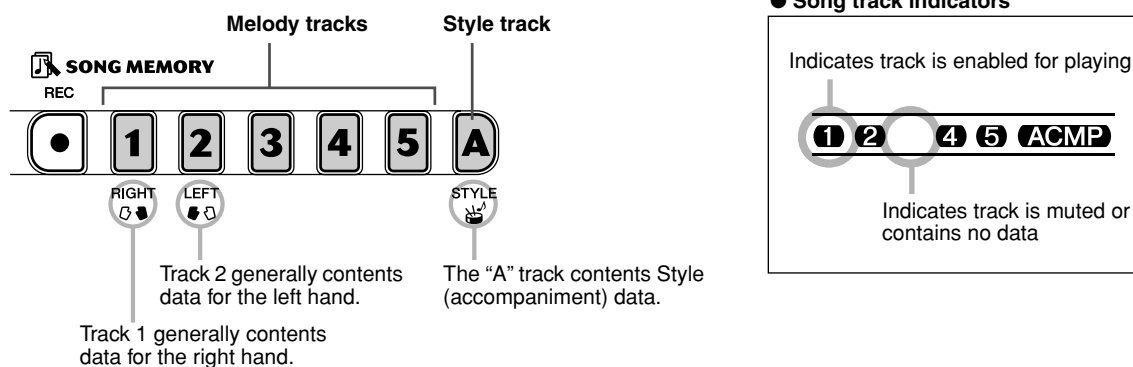 Melody tracks
Style track
SONG MEMORY
REC
1 2 3 4 5 A
RIGHT LEFT STYLE
Track 2 generally contents
data for the left hand.
The “A” track contents Style
(accompaniment) data.
Track 1 generally contents
data for the right hand.
● Song track indicators
Indicates track is enabled for playing
1 2 4 5 ACMP
Indicates track is muted or
contains no data